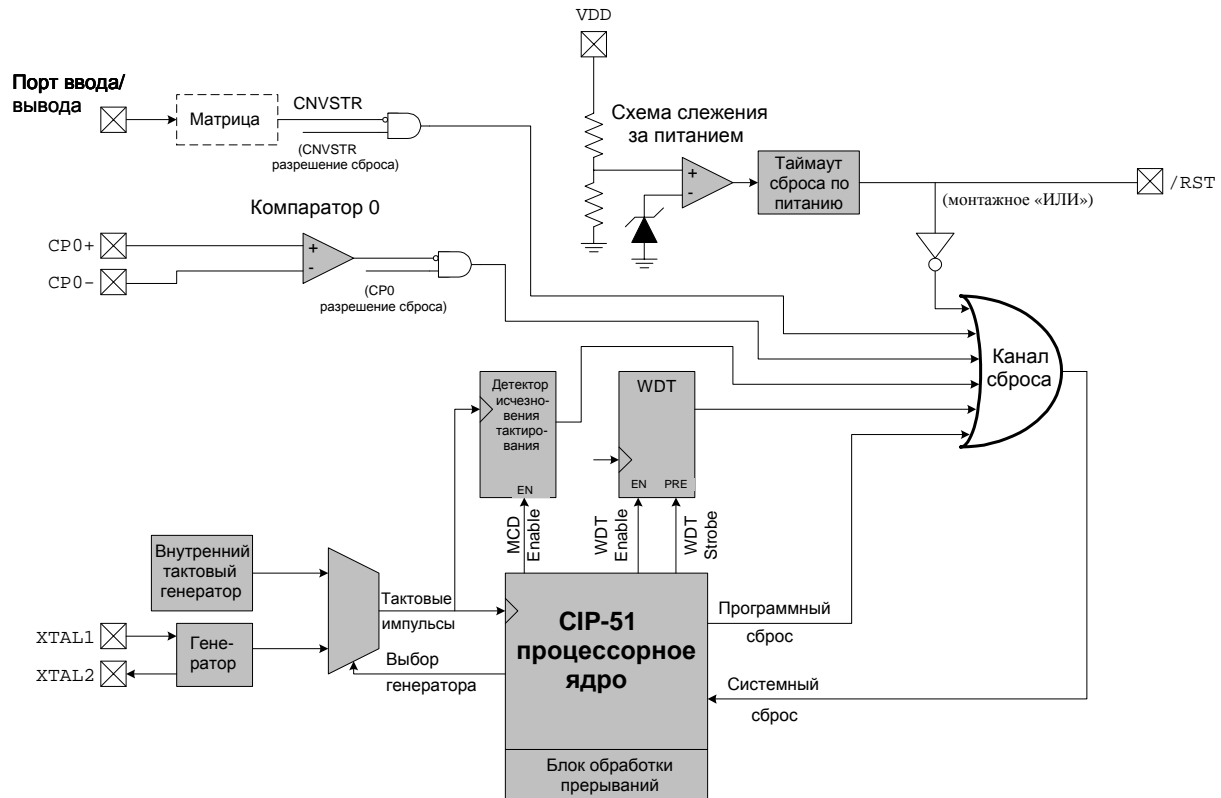 VDD
Порт ввода/
вывода
Матрица
CNVSTR
(CNVSTR
разрешение сброса)
Схема слежения
за питанием
+
-
Таймаут
сброса по
питанию
/RST
(монтажное «ИЛИ»)
Компаратор 0
CP0+
CP0-
+
-
(CP0
разрешение сброса)
Канал
сброса
Детектор
исчезно-
вения
тактиро-
вания
EN
WDT
EN PRE
MCD
Enable
WDT
Enable
WDT
Strobe
Внутренний
тактовый
генератор
XTAL1
XTAL2
Гене-
ратор
Тактовые
импульсы
Выбор
генератора
CIP-51
процессорное
ядро
Программный
сброс
Системный
сброс
Блок обработки
прерываний